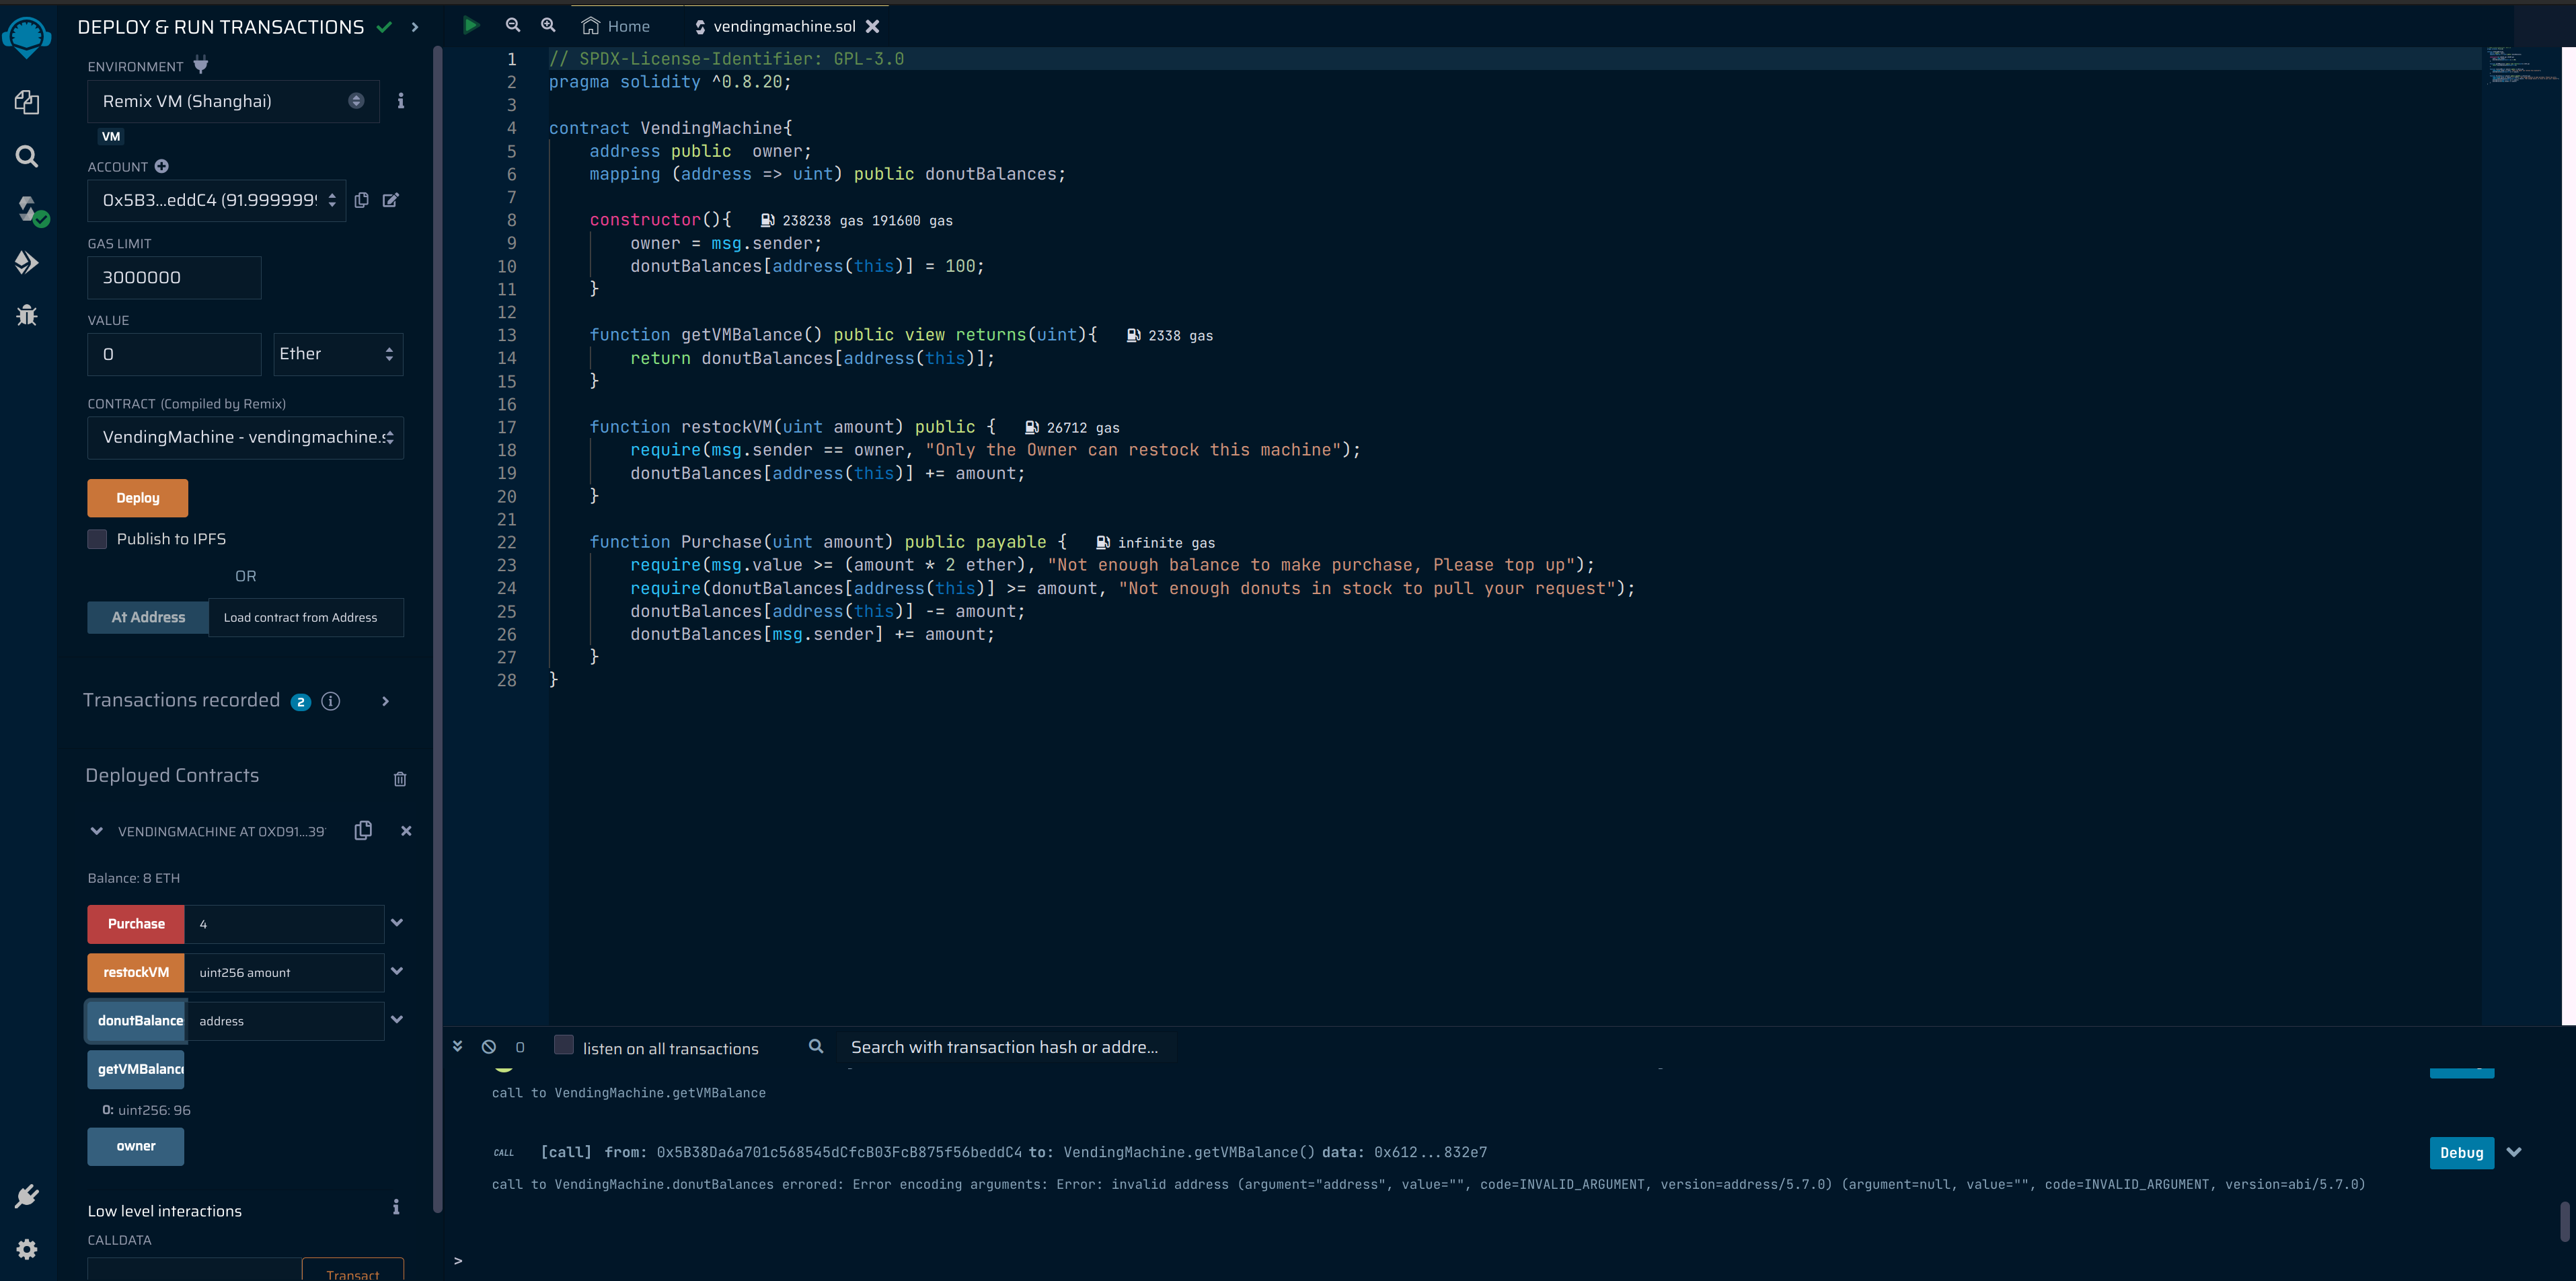 DEPLOY & RUN TRANSACTIONS
ENVIRONMENT
Remix VM (Shanghai)
VM
ACCOUNT
0x5B3...eddC4 (91.9999999
GAS LIMIT
3000000
VALUE
0
Ether
CONTRACT (Compiled by Remix)
VendingMachine - vendingmachine.s
Deploy
Publish to IPFS
OR
At Address
Load contract from Address
Transactions recorded 2
Deployed Contracts
VENDINGMACHINE AT 0XD91...39
Balance: 8 ETH
Purchase
4
restockVM
uint256 amount
donutBalance
address
getVMBalanc
0: uint256: 96
owner
Low level interactions
CALLDATA
Transact
Home
vendingmachine.sol
1 // SPDX-License-Identifier: GPL-3.0
2 pragma solidity ^0.8.20;
3
4 contract VendingMachine{
5 address public  owner;
6 mapping (address => uint) public donutBalances;
7
8 constructor(){ 238238 gas 191600 gas
9 owner = msg.sender;
10 donutBalances[address(this)] = 100;
11 }
12
13 function getVMBalance() public view returns(uint){ 2338 gas
14 return donutBalances[address(this)];
15 }
16
17 function restockVM(uint amount) public { 26712 gas
18 require(msg.sender == owner, "Only the Owner can restock this machine");
19 donutBalances[address(this)] += amount;
20 }
21
22 function Purchase(uint amount) public payable { infinite gas
23 require(msg.value >= (amount * 2 ether), "Not enough balance to make purchase, Please top up");
24 require(donutBalances[address(this)] >= amount, "Not enough donuts in stock to pull your request");
25 donutBalances[address(this)] -= amount;
26 donutBalances[msg.sender] += amount;
27 }
28 }
0
listen on all transactions
Search with transaction hash or addre...
call to VendingMachine.getVMBalance
CALL [call] from: 0x5B38Da6a701c568545dCfcB03FcB875f56beddC4 to: VendingMachine.getVMBalance() data: 0x612...832e7
Debug
call to VendingMachine.donutBalances errored: Error encoding arguments: Error: invalid address (argument="address", value="", code=INVALID_ARGUMENT, version=address/5.7.0) (argument=null, value="", code=INVALID_ARGUMENT, version=abi/5.7.0)
>